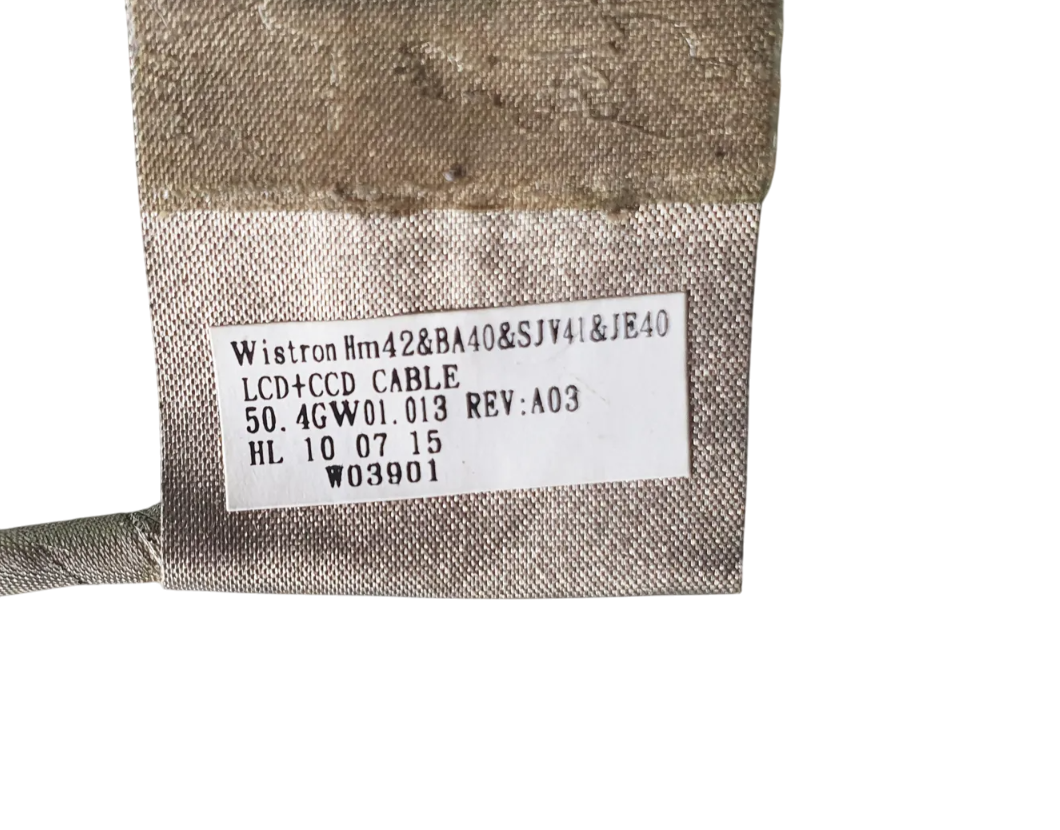 Wistron Hm42&BA40&SJV41&JE40
LCD+CCD CABLE
50.4GW01.013 REV:A03
HL 10 07 15
W03901